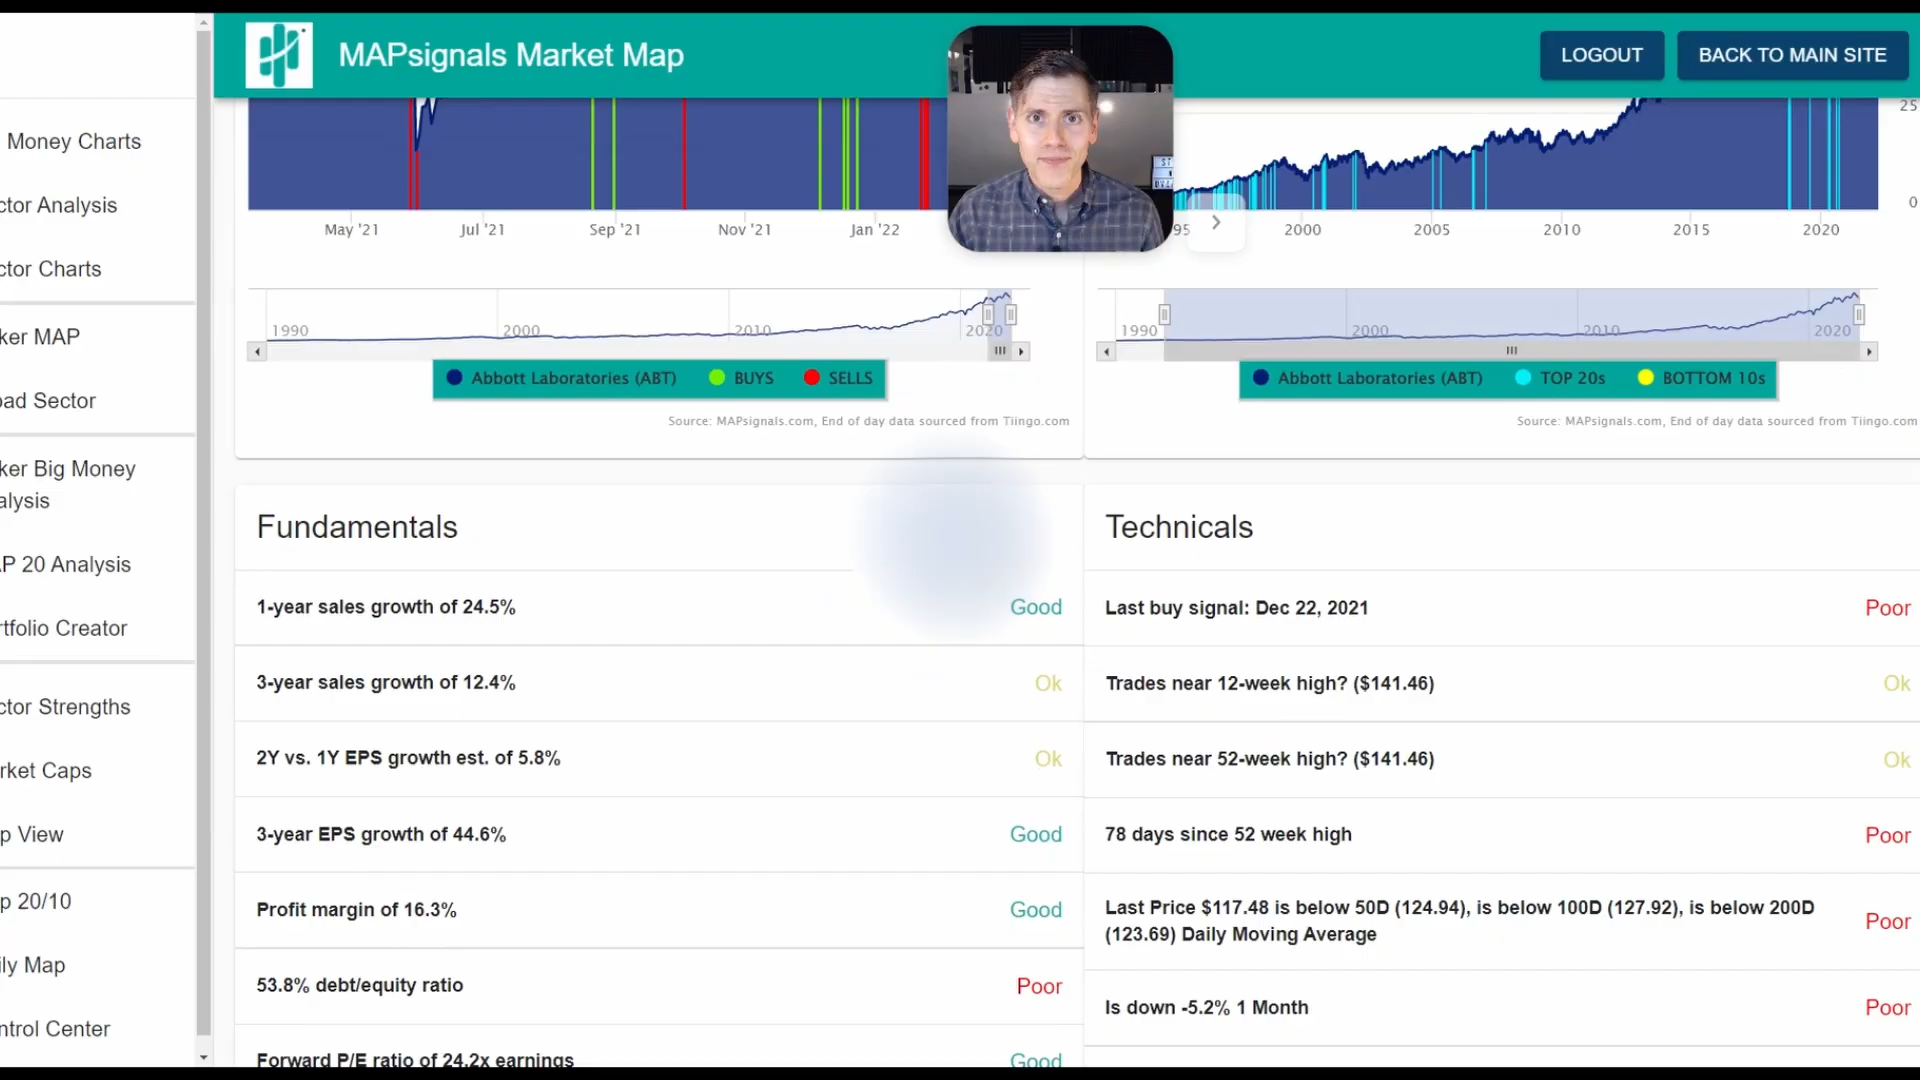 MAPsignals Market Map
LOGOUT
BACK TO MAIN SITE
Money Charts
ctor Analysis
ctor Charts
ker MAP
oad Sector
ker Big Money
alysis
AP 20 Analysis
rtfolio Creator
ctor Strengths
rket Caps
p View
p 20/10
ily Map
ntrol Center
May '21
Jul '21
Sep '21
Nov '21
Jan '22
1990
2000
2010
2020
Abbott Laboratories (ABT)
BUYS
SELLS
Source: MAPsignals.com, End of day data sourced from Tiingo.com
25
0
95
2000
2005
2010
2015
2020
1990
2000
2010
2020
Abbott Laboratories (ABT)
TOP 20s
BOTTOM 10s
Source: MAPsignals.com, End of day data sourced from Tiingo.com
Fundamentals
1-year sales growth of 24.5%
Good
3-year sales growth of 12.4%
Ok
2Y vs. 1Y EPS growth est. of 5.8%
Ok
3-year EPS growth of 44.6%
Good
Profit margin of 16.3%
Good
53.8% debt/equity ratio
Poor
Forward P/E ratio of 24.2x earnings
Good
Technicals
Last buy signal: Dec 22, 2021
Poor
Trades near 12-week high? ($141.46)
Ok
Trades near 52-week high? ($141.46)
Ok
78 days since 52 week high
Poor
Last Price $117.48 is below 50D (124.94), is below 100D (127.92), is below 200D
(123.69) Daily Moving Average
Poor
Is down -5.2% 1 Month
Poor